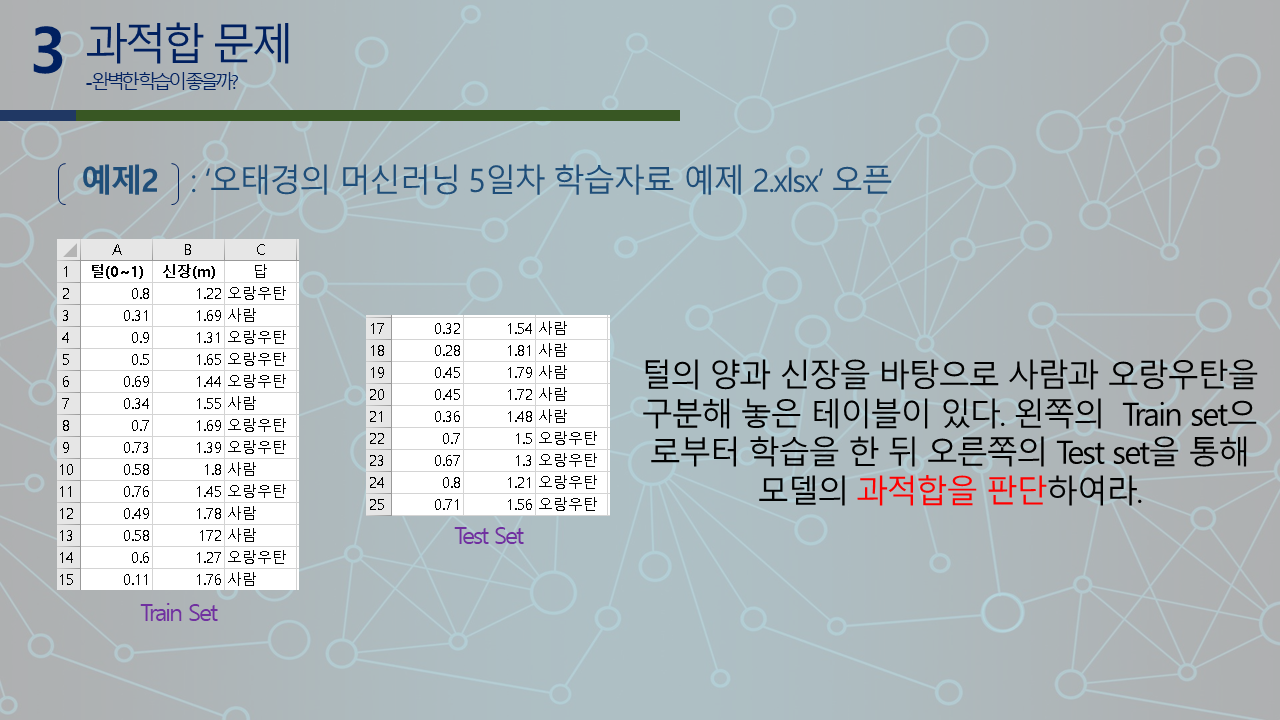 3 과적합 문제
-완벽한 학습이 좋을까?
예제2 : ‘오태경의 머신러닝 5일차 학습자료 예제 2.xlsx’ 오픈
A B C
1 털(0~1) 신장(m) 답
2 0.8 1.22 오랑우탄
3 0.31 1.69 사람
4 0.9 1.31 오랑우탄
5 0.5 1.65 오랑우탄
6 0.69 1.44 오랑우탄
7 0.34 1.55 사람
8 0.7 1.69 오랑우탄
9 0.73 1.39 오랑우탄
10 0.58 1.8 사람
11 0.76 1.45 오랑우탄
12 0.49 1.78 사람
13 0.58 172 사람
14 0.6 1.27 오랑우탄
15 0.11 1.76 사람
Train Set
17 0.32 1.54 사람
18 0.28 1.81 사람
19 0.45 1.79 사람
20 0.45 1.72 사람
21 0.36 1.48 사람
22 0.7 1.5 오랑우탄
23 0.67 1.3 오랑우탄
24 0.8 1.21 오랑우탄
25 0.71 1.56 오랑우탄
Test Set
털의 양과 신장을 바탕으로 사람과 오랑우탄을
구분해 놓은 테이블이 있다. 왼쪽의 Train set으
로부터 학습을 한 뒤 오른쪽의 Test set을 통해
모델의 과적합을 판단하여라.